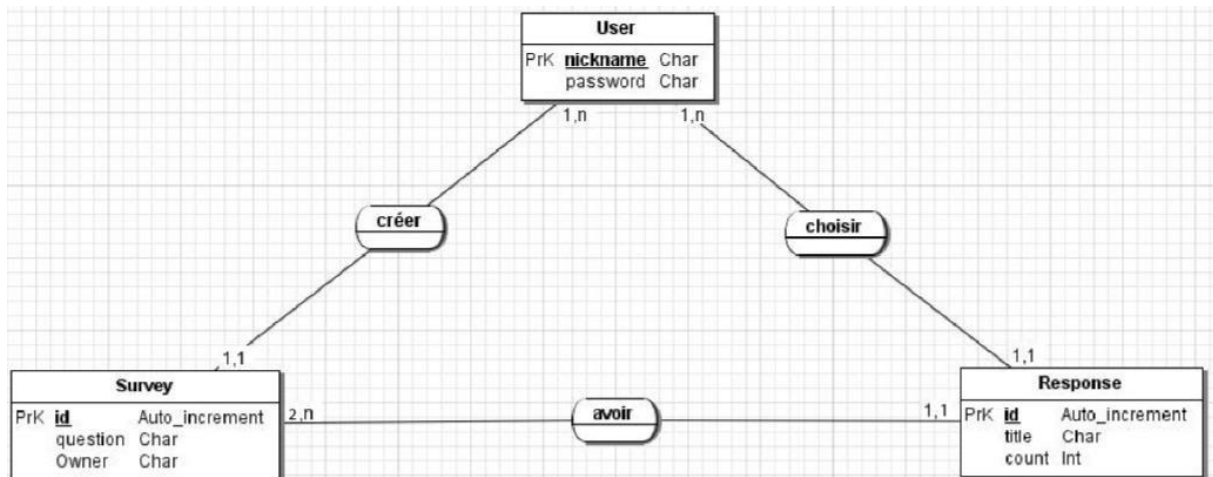 User
PrK nickname Char
password Char
1,n 1,n
créer
choisir
1,1 1,1
Survey
PrK id Auto_increment
question Char
Owner Char
2,n avoir 1,1
Response
PrK id Auto_increment
title Char
count Int